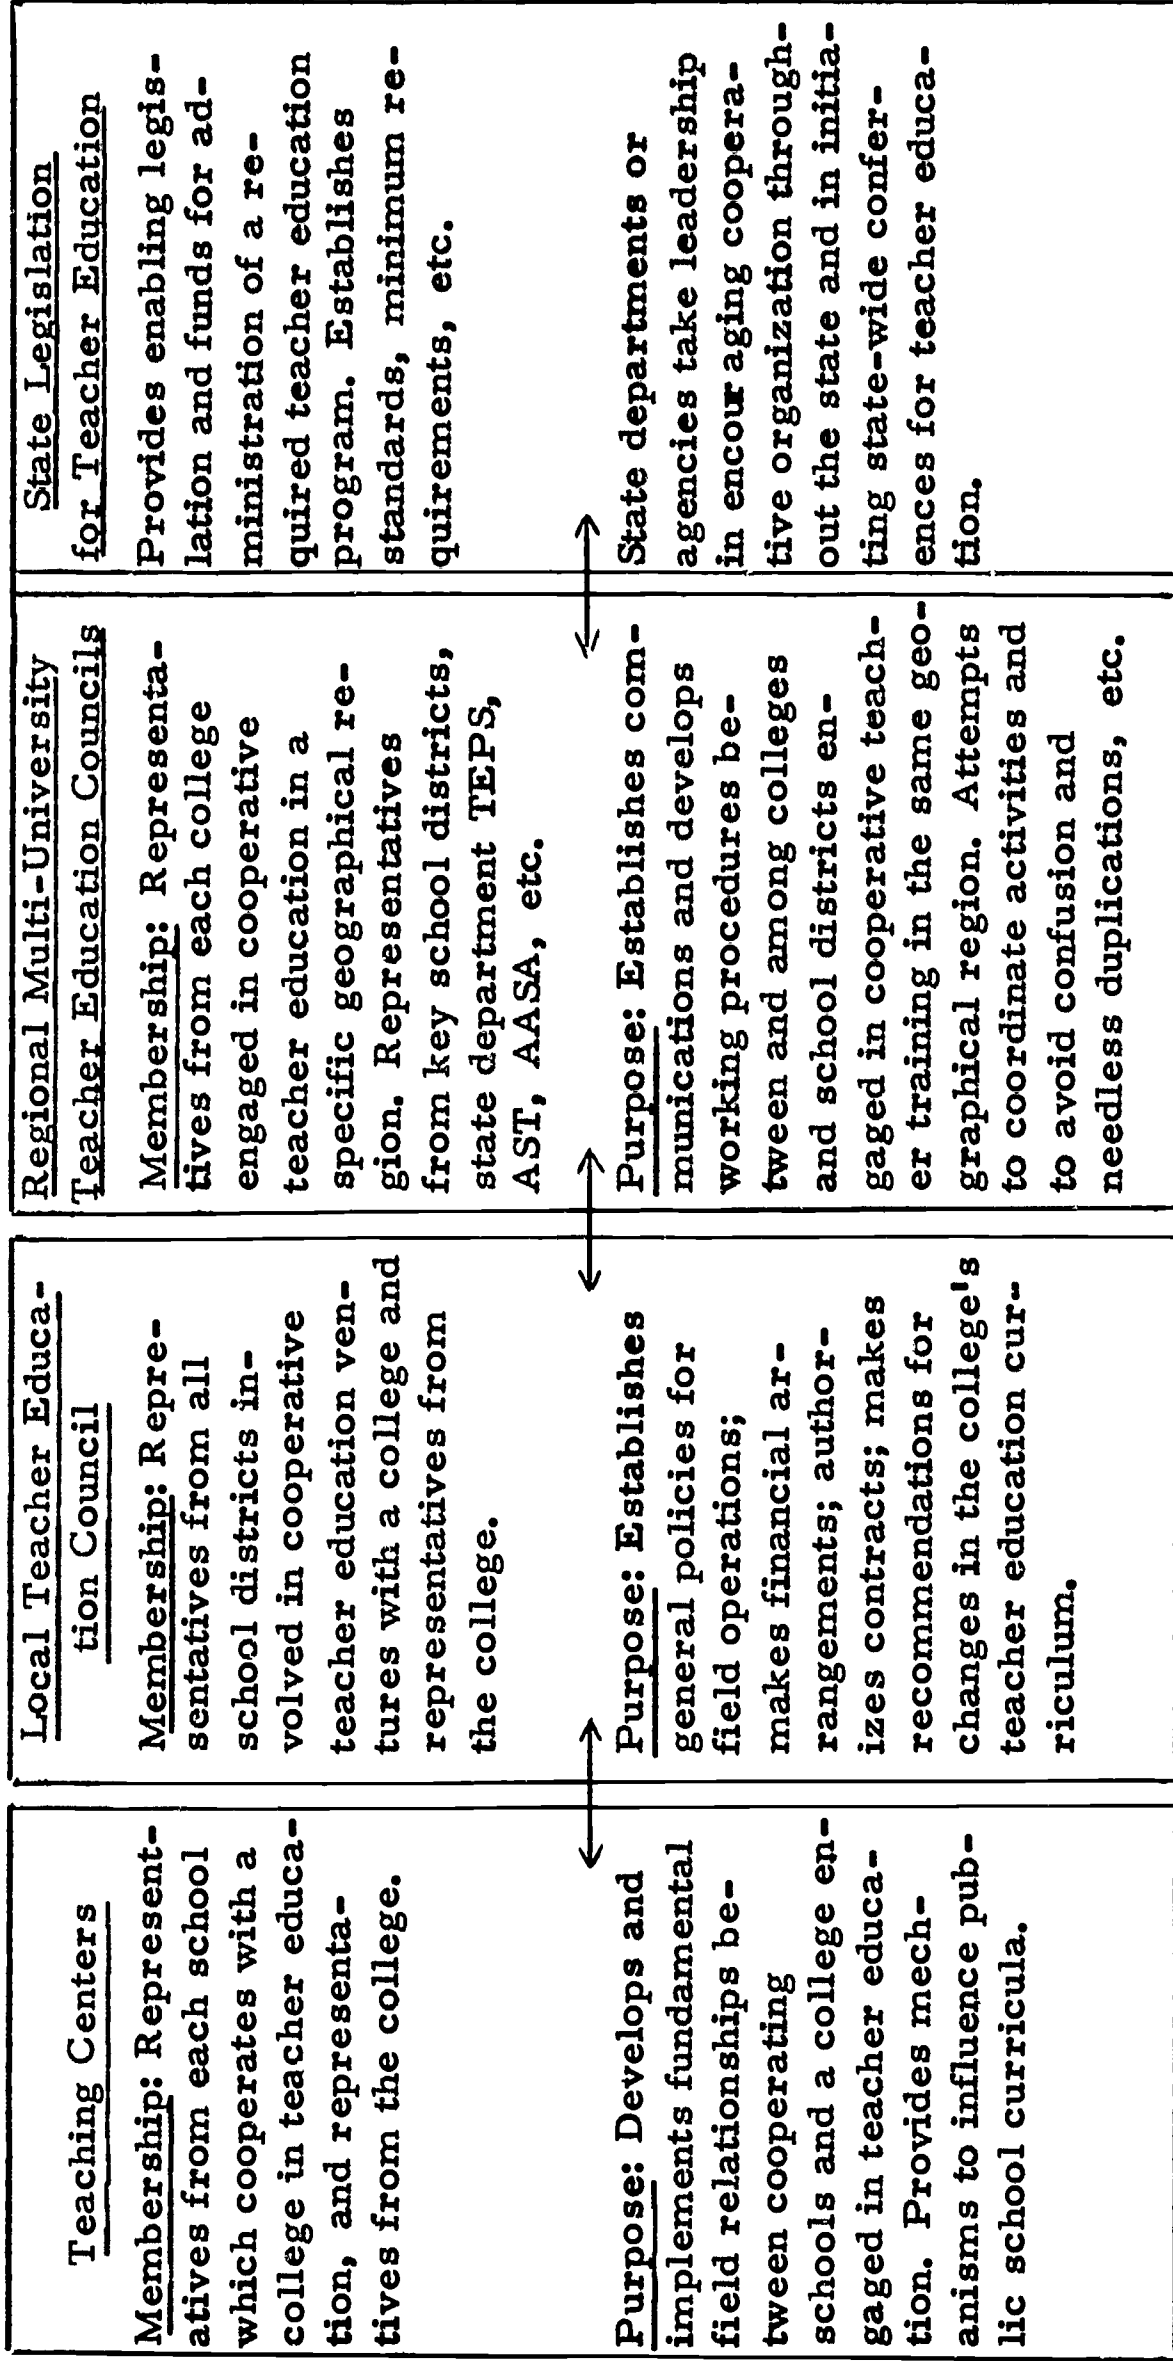 Teaching Centers
Membership: Represent-
atives from each school
which cooperates with a
college in teacher educa-
tion, and representa-
tives from the college.
Purpose: Develops and
implements fundamental
field relationships be-
tween cooperating
schools and a college en-
gaged in teacher educa-
tion. Provides mech-
anisms to influence pub-
lic school curricula.
Local Teacher Educa-
tion Council
Membership: Repre-
sentatives from all
school districts in-
volved in cooperative
teacher education ven-
tures with a college and
representatives from
the college.
Purpose: Establishes
general policies for
field operations;
makes financial ar-
rangements; author-
izes contracts; makes
recommendations for
changes in the college's
teacher education cur-
riculum.
Regional Multi-University
Teacher Education Councils
Membership: Representa-
tives from each college
engaged in cooperative
teacher education in a
specific geographical re-
gion. Representatives
from key school districts,
state department TEPS,
AST, AASA, etc.
Purpose: Establishes com-
munications and develops
working procedures be-
tween and among colleges
and school districts en-
gaged in cooperative teach-
er training in the same geo-
graphical region. Attempts
to coordinate activities and
to avoid confusion and
needless duplications, etc.
State Legislation
for Teacher Education
Provides enabling legis-
lation and funds for ad-
ministration of a re-
quired teacher education
program. Establishes
standards, minimum re-
quirements, etc.
State departments or
agencies take leadership
in encouraging coopera-
tive organization through-
out the state and in initia-
ting state-wide confer-
ences for teacher educa-
tion.